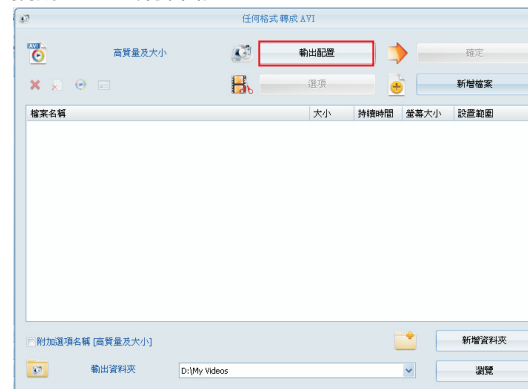 任何格式 轉成 AVI
AVI 高質量及大小 輸出配置 確定
選項 新增檔案
檔案名稱 大小 持續時間 螢幕大小 設置範圍
附加選項名稱 [高質量及大小] 新增資料夾
輸出資料夾 D:\My Videos 瀏覽